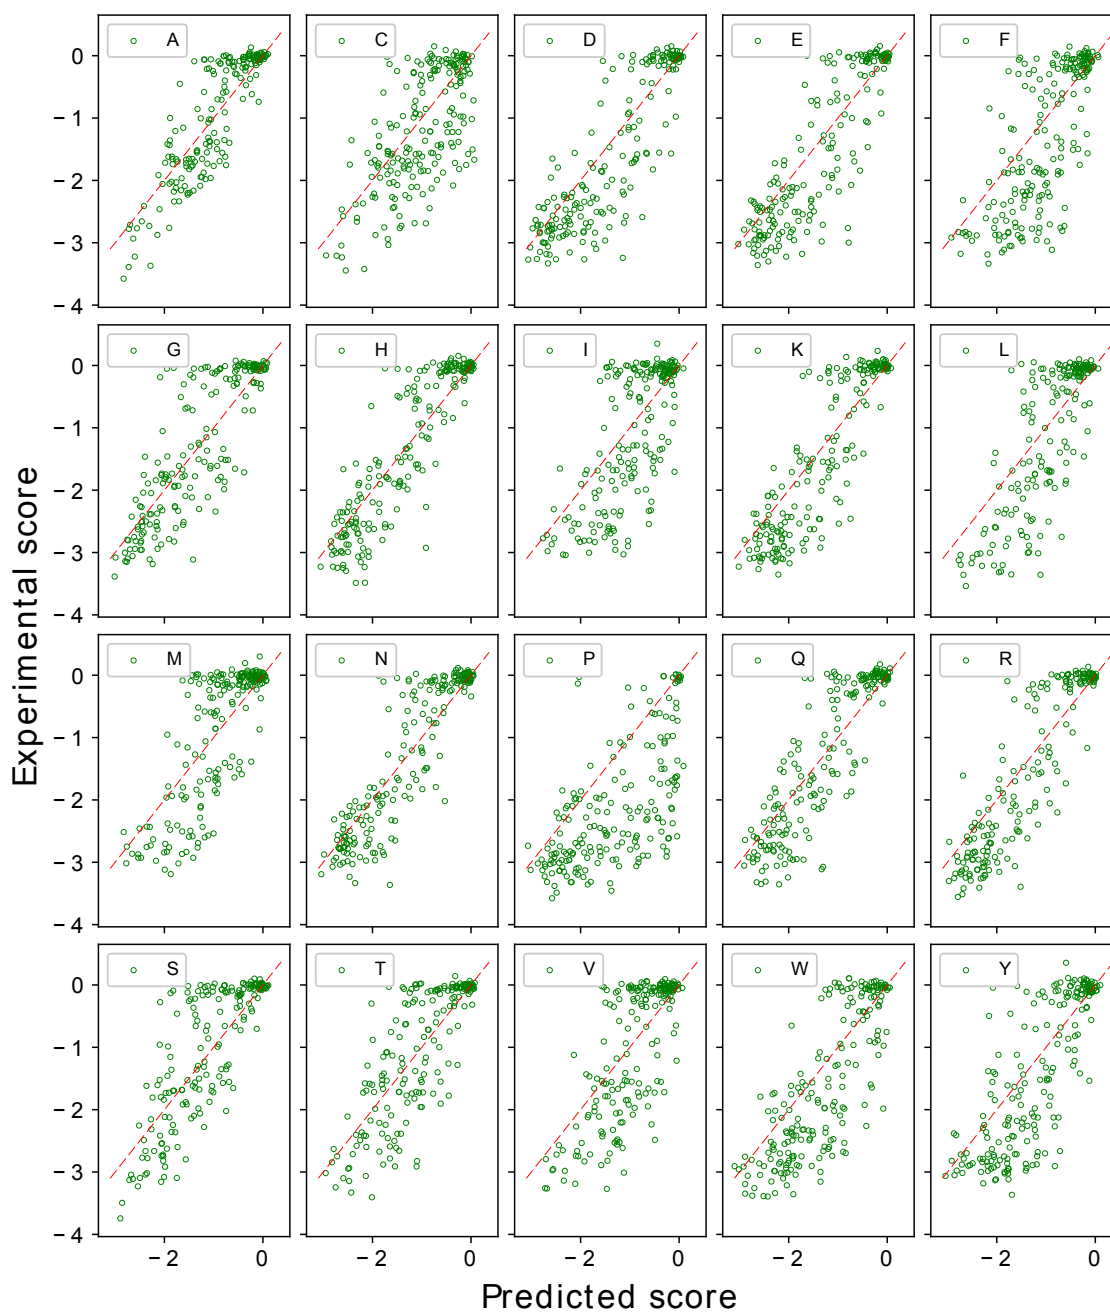 A C D E F
0
− 1
− 2
− 3
− 4
G H I K L
0
− 1
− 2
− 3
− 4
M N P Q R
0
− 1
− 2
− 3
− 4
S T V W Y
0
− 1
− 2
− 3
− 4
− 2 0 − 2 0 − 2 0 − 2 0 − 2 0
Experimental score
Predicted score